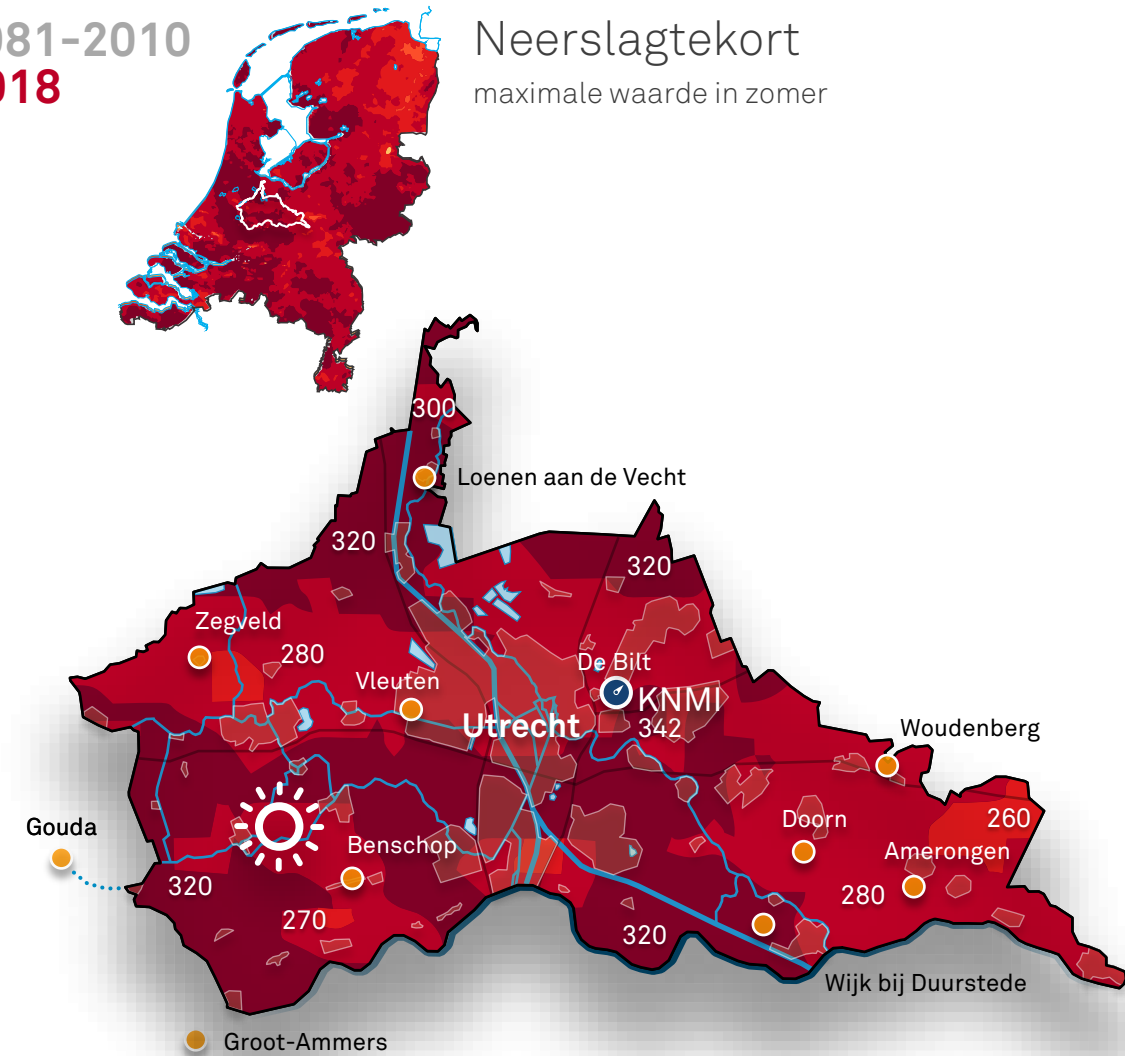 981-2010
018
Neerslagtekort
maximale waarde in zomer
300
Loenen aan de Vecht
320
320
Zegveld
280
De Bilt
Vleuten
KNMI
Utrecht
342
Woudenberg
260
Gouda
Doorn
Benschop
Amerongen
320
280
270
320
Wijk bij Duurstede
Groot-Ammers